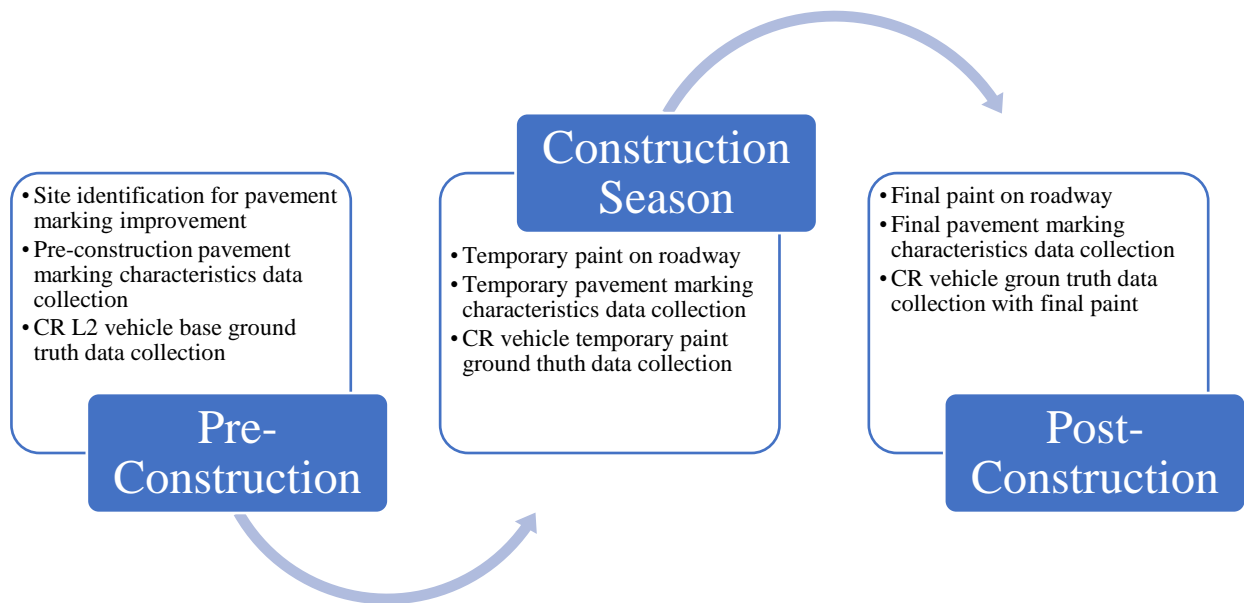 • Site identification for pavement
marking improvement
• Pre-construction pavement
marking characteristics data
collection
• CR L2 vehicle base ground
truth data collection
Pre-
Construction
Construction
Season
• Temporary paint on roadway
• Temporary pavement marking
characteristics data collection
• CR vehicle temporary paint
ground thuth data collection
• Final paint on roadway
• Final pavement marking
characteristics data collection
• CR vehicle groun truth data
collection with final paint
Post-
Construction